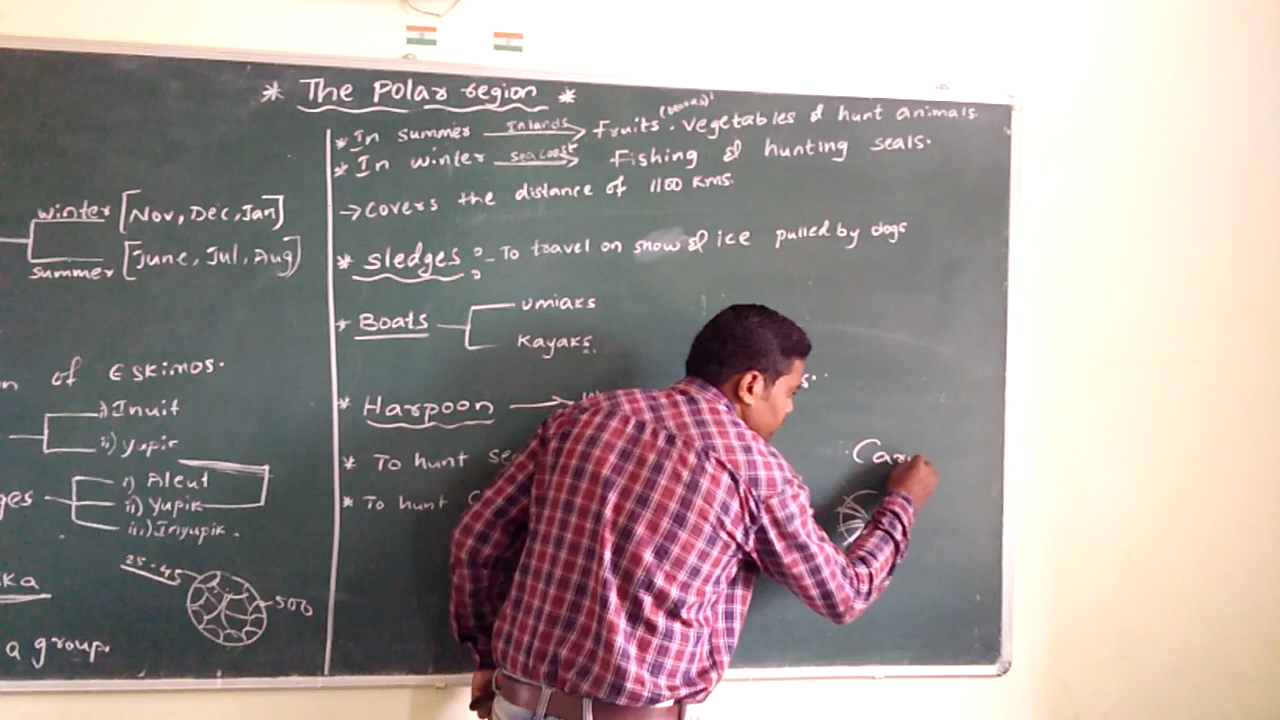 * The Polar region *
winter [Nov, Dec, Jan]
summer [June, Jul, Aug]
of Eskimos.
i) Inuit
ii) Yupir
i) Aleut
ii) Yupik
iii) Inyupik.
25-45
500
a group.
* In summer Inlands Fruits. Vegetables & hunt animals.
* In winter sea coast Fishing & hunting seals.
→ Covers the distance of 1100 Kms.
* Sledges :- To travel on snow & ice pulled by dogs
* Boats
Umiaks
Kayaks.
* Harpoon →
* To hunt
* To hunt